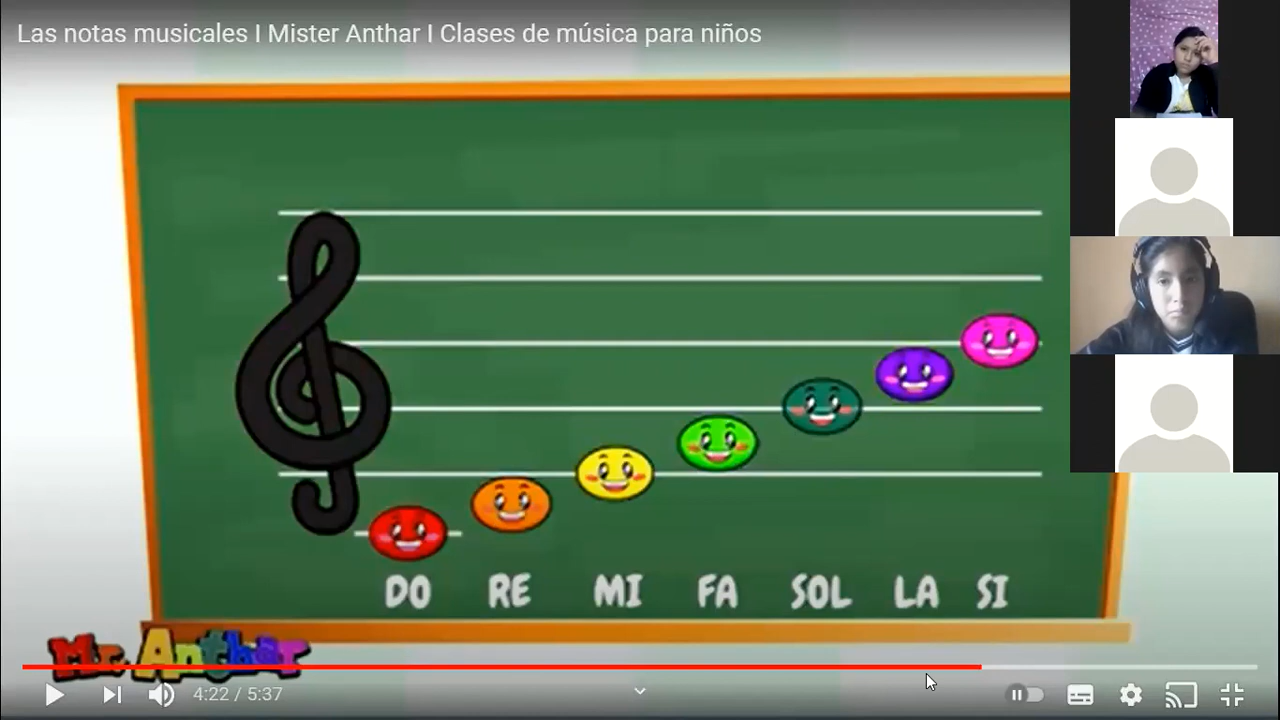 Las notas musicales I Mister Anthar I Clases de música para niños
DO RE MI FA SOL LA SI
Mr. Anthar
4:22 / 5:37